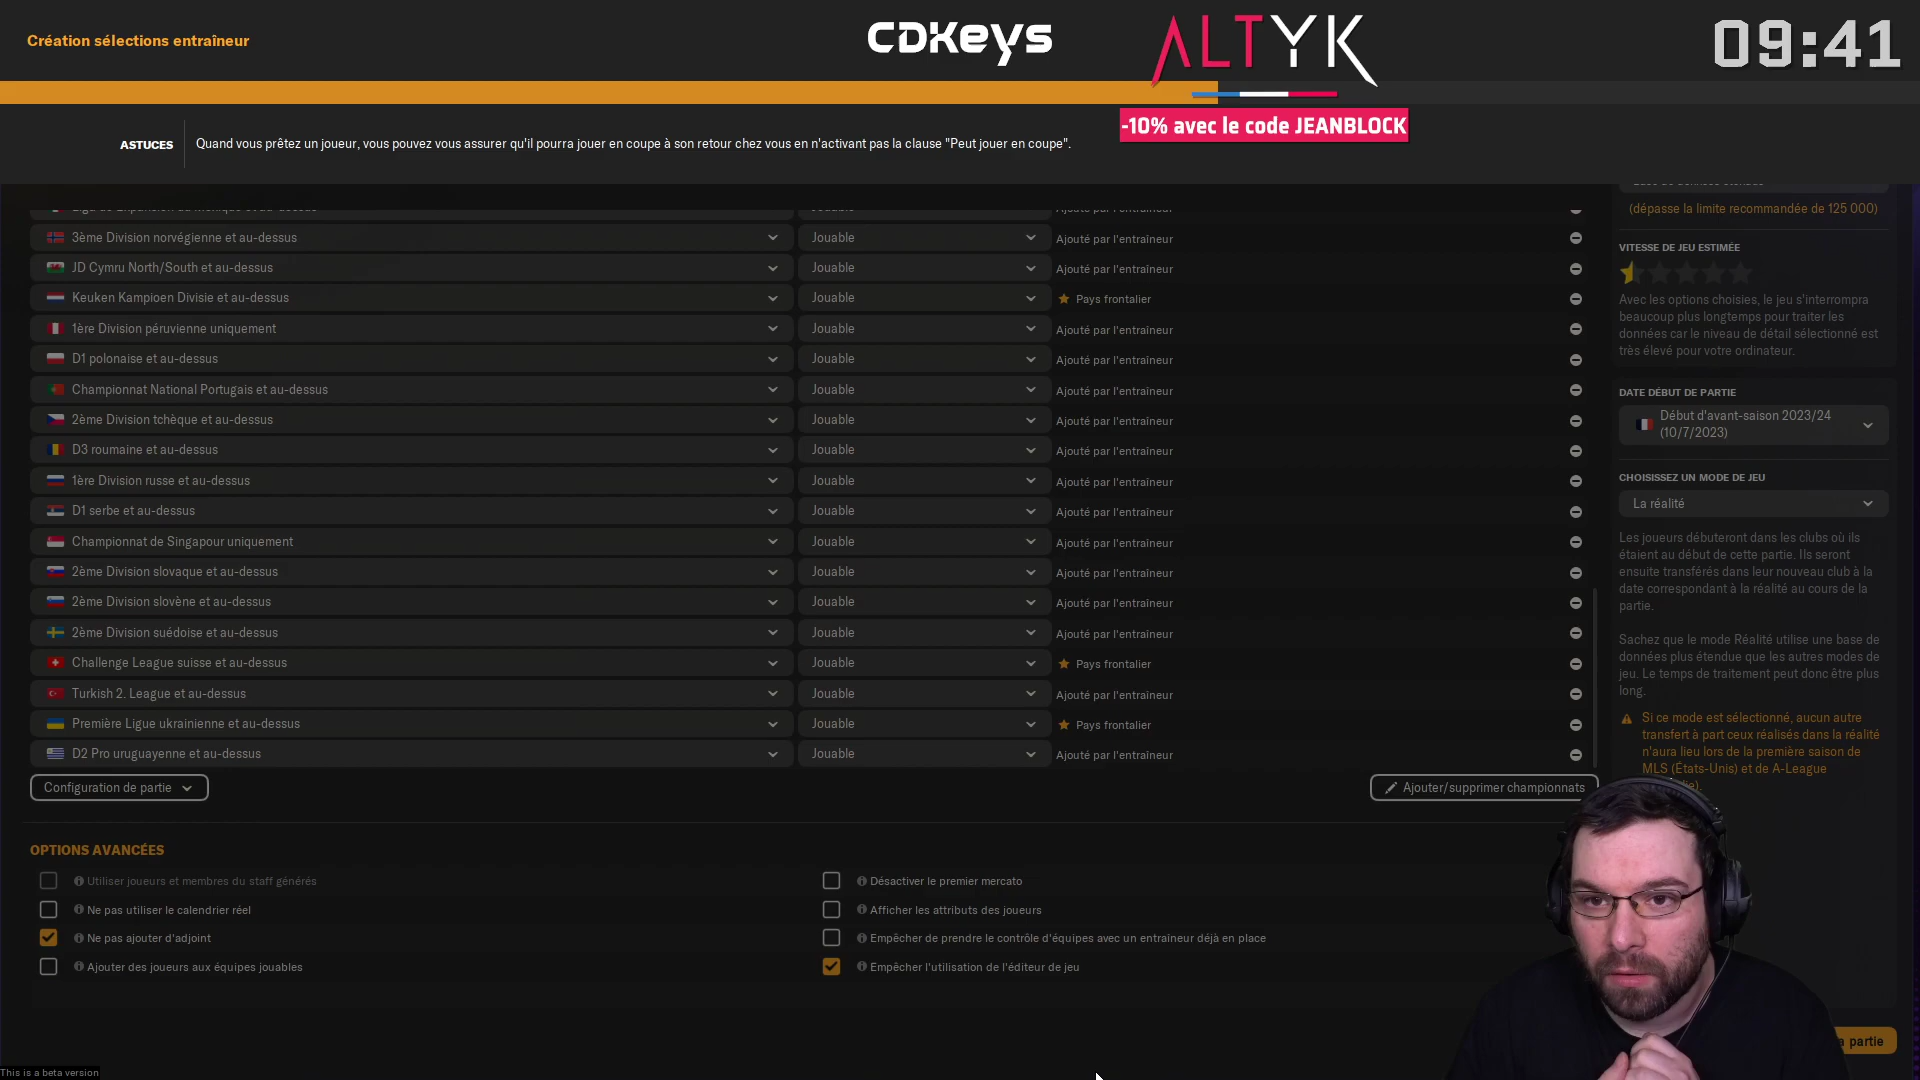 Création sélections entraîneur
CDKeys
ALTYK
09:41
-10% avec le code JEANBLOCK
ASTUCES
Quand vous prêtez un joueur, vous pouvez vous assurer qu'il pourra jouer en coupe à son retour chez vous en n'activant pas la clause "Peut jouer en coupe".
3ème Division norvégienne et au-dessus Jouable Ajouté par l'entraîneur
JD Cymru North/South et au-dessus Jouable Ajouté par l'entraîneur
Keuken Kampioen Divisie et au-dessus Jouable Pays frontalier
1ère Division péruvienne uniquement Jouable Ajouté par l'entraîneur
D1 polonaise et au-dessus Jouable Ajouté par l'entraîneur
Championnat National Portugais et au-dessus Jouable Ajouté par l'entraîneur
2ème Division tchèque et au-dessus Jouable Ajouté par l'entraîneur
D3 roumaine et au-dessus Jouable Ajouté par l'entraîneur
1ère Division russe et au-dessus Jouable Ajouté par l'entraîneur
D1 serbe et au-dessus Jouable Ajouté par l'entraîneur
Championnat de Singapour uniquement Jouable Ajouté par l'entraîneur
2ème Division slovaque et au-dessus Jouable Ajouté par l'entraîneur
2ème Division slovène et au-dessus Jouable Ajouté par l'entraîneur
2ème Division suédoise et au-dessus Jouable Ajouté par l'entraîneur
Challenge League suisse et au-dessus Jouable Pays frontalier
Turkish 2. League et au-dessus Jouable Ajouté par l'entraîneur
Première Ligue ukrainienne et au-dessus Jouable Pays frontalier
D2 Pro uruguayenne et au-dessus Jouable Ajouté par l'entraîneur
Configuration de partie
Ajouter/supprimer championnats
(dépasse la limite recommandée de 125 000)
VITESSE DE JEU ESTIMÉE
Avec les options choisies, le jeu s'interrompra
beaucoup plus longtemps pour traiter les
données car le niveau de détail sélectionné est
très élevé pour votre ordinateur.
DATE DÉBUT DE PARTIE
Début d'avant-saison 2023/24
(10/7/2023)
CHOISISSEZ UN MODE DE JEU
La réalité
Les joueurs débuteront dans les clubs où ils
étaient au début de cette partie. Ils seront
ensuite transférés dans leur nouveau club à la
date correspondant à la réalité au cours de la
partie.
Sachez que le mode Réalité utilise une base de
données plus étendue que les autres modes de
jeu. Le temps de traitement peut donc être plus
long.
Si ce mode est sélectionné, aucun autre
transfert à part ceux réalisés dans la réalité
n'aura lieu lors de la première saison de
MLS (États-Unis) et de A-League
OPTIONS AVANCÉES
Utiliser joueurs et membres du staff générés
Ne pas utiliser le calendrier réel
Ne pas ajouter d'adjoint
Ajouter des joueurs aux équipes jouables
Désactiver le premier mercato
Afficher les attributs des joueurs
Empêcher de prendre le contrôle d'équipes avec un entraîneur déjà en place
Empêcher l'utilisation de l'éditeur de jeu
partie
This is a beta version